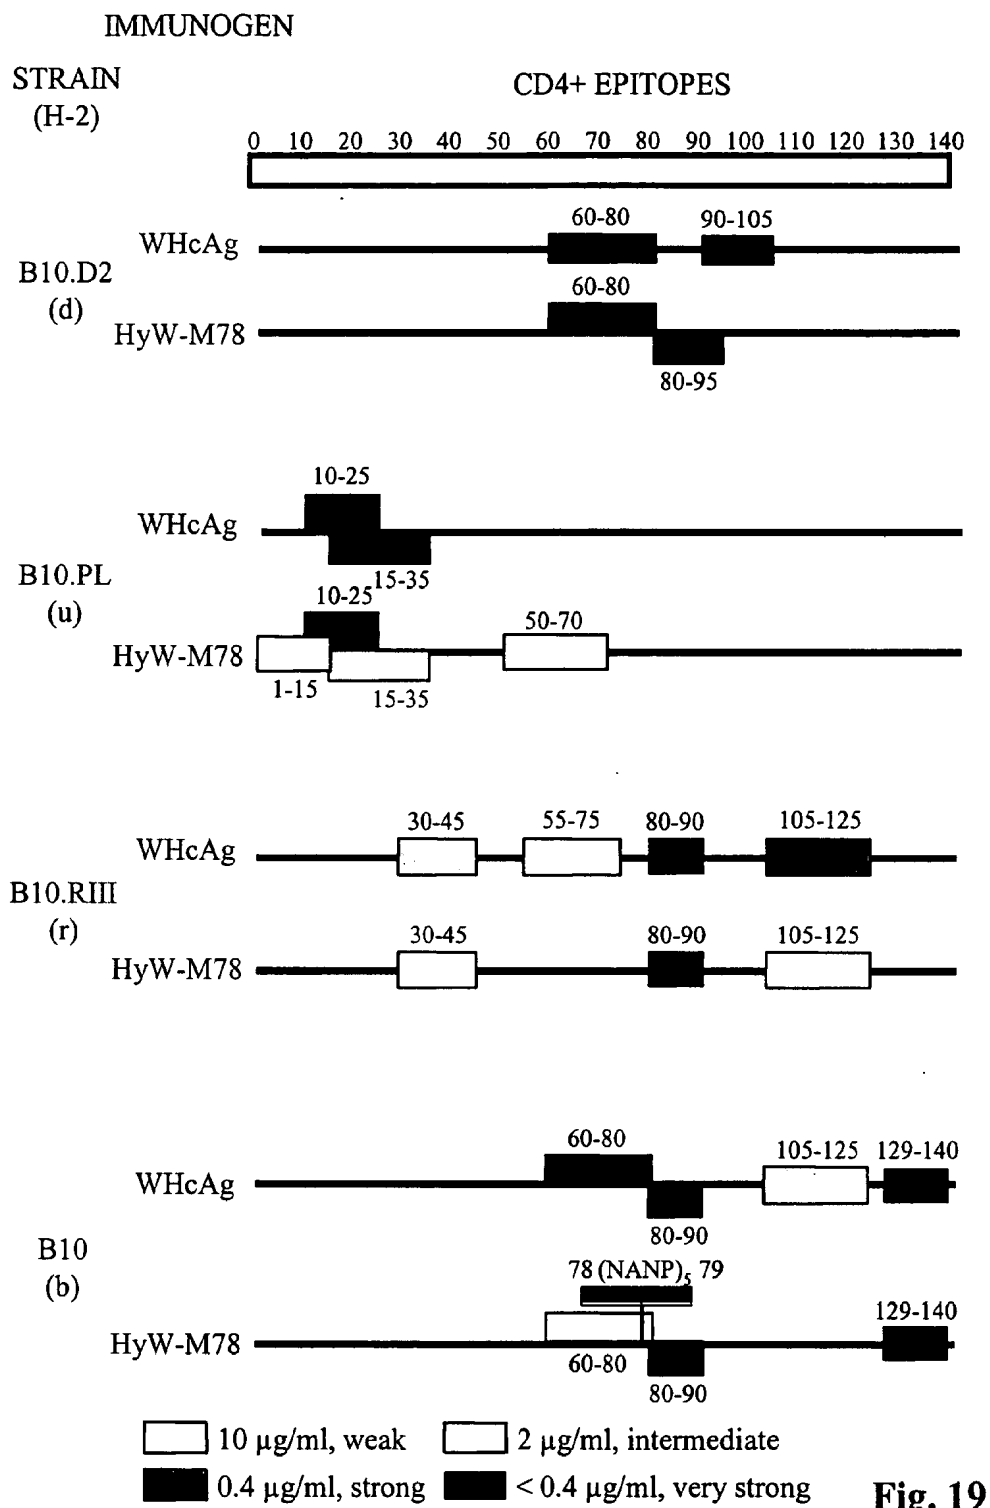 IMMUNOGEN
STRAIN
(H-2)
CD4+ EPITOPES
0 10 20 30 40 50 60 70 80 90 100 110 120 130 140
60-80 90-105
WHcAg
B10.D2
(d)
60-80
HyW-M78
80-95
10-25
WHcAg
15-35
B10.PL
(u)
10-25
50-70
HyW-M78
1-15
15-35
30-45 55-75 80-90 105-125
WHcAg
B10.RIII
(r)
30-45 80-90 105-125
HyW-M78
60-80 105-125 129-140
WHcAg
80-90
B10
(b)
78 (NANP)5 79
129-140
HyW-M78
60-80
80-90
10 µg/ml, weak
2 µg/ml, intermediate
0.4 µg/ml, strong
< 0.4 µg/ml, very strong
Fig. 19